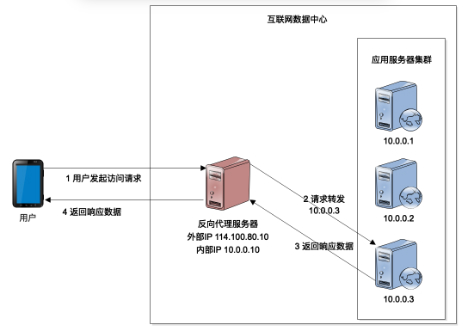 互联网数据中心
应用服务器集群
10.0.0.1
1 用户发起访问请求
2 请求转发
10.0.0.3
10.0.0.2
4 返回响应数据
用户
反向代理服务器
外部IP 114.100.80.10
内部IP 10.0.0.10
3 返回响应数据
10.0.0.3